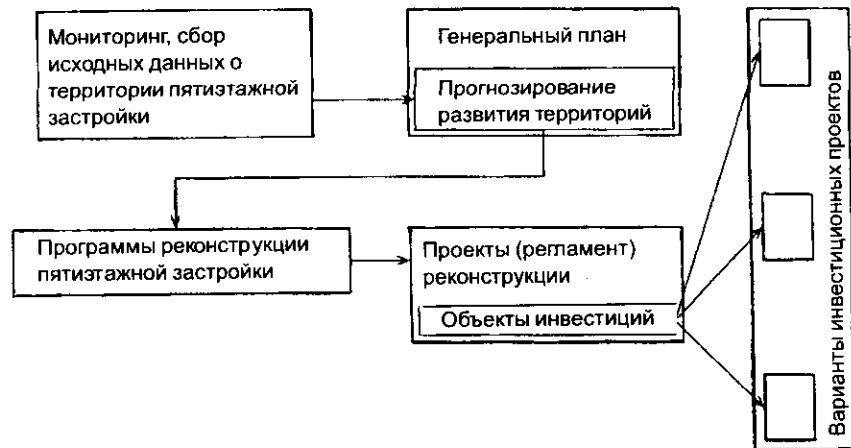 Мониторинг, сбор
исходных данных о
территории пятиэтажной
застройки
Генеральный план
Прогнозирование
развития территорий
Программы реконструкции
пятиэтажной застройки
Проекты (регламент)
реконструкции
Объекты инвестиций
Варианты инвестиционных проектов